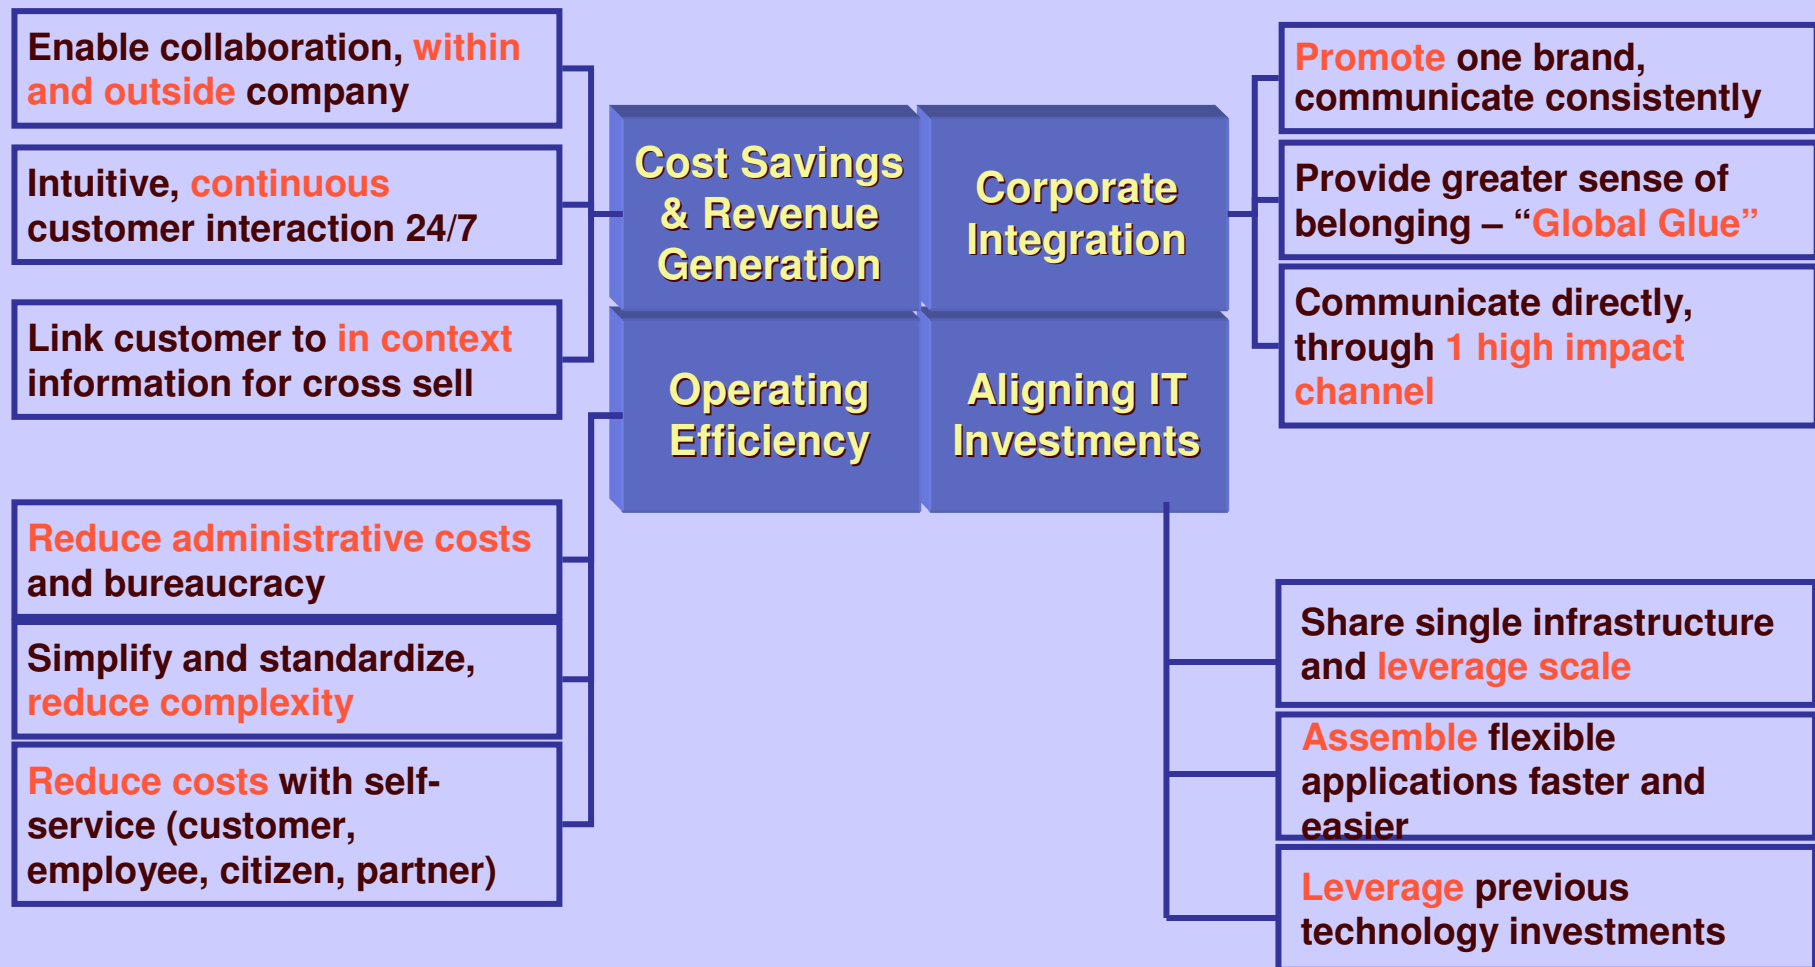 Enable collaboration, within
and outside company
Intuitive, continuous
customer interaction 24/7
Link customer to in context
information for cross sell
Cost Savings
& Revenue
Generation
Corporate
Integration
Operating
Efficiency
Aligning IT
Investments
Promote one brand,
communicate consistently
Provide greater sense of
belonging – “Global Glue”
Communicate directly,
through 1 high impact
channel
Reduce administrative costs
and bureaucracy
Simplify and standardize,
reduce complexity
Reduce costs with self-
service (customer,
employee, citizen, partner)
Share single infrastructure
and leverage scale
Assemble flexible
applications faster and
easier
Leverage previous
technology investments